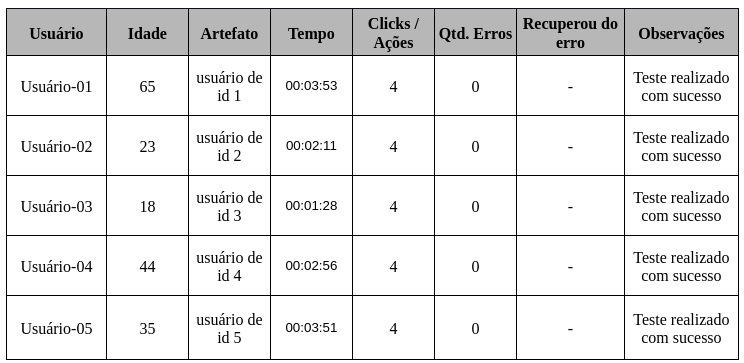 Usuário Idade Artefato Tempo Clicks / Ações Qtd. Erros Recuperou do erro Observações
Usuário-01 65 usuário de id 1 00:03:53 4 0 - Teste realizado com sucesso
Usuário-02 23 usuário de id 2 00:02:11 4 0 - Teste realizado com sucesso
Usuário-03 18 usuário de id 3 00:01:28 4 0 - Teste realizado com sucesso
Usuário-04 44 usuário de id 4 00:02:56 4 0 - Teste realizado com sucesso
Usuário-05 35 usuário de id 5 00:03:51 4 0 - Teste realizado com sucesso